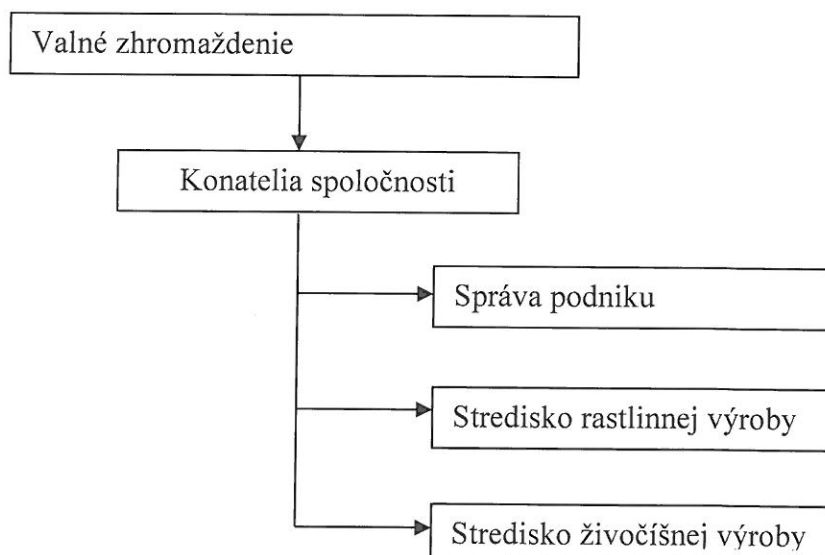 Valné zhromaždenie
Konatelia spoločnosti
Správa podniku
Stredisko rastlinnej výroby
Stredisko živočíšnej výroby